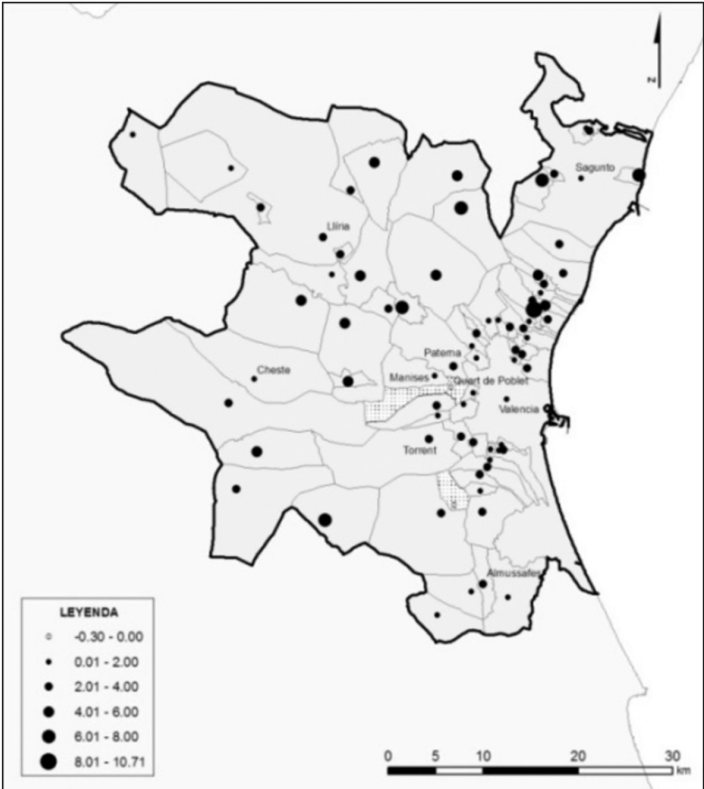 N
Sagunto
Llíria
Paterna
Cheste
Manises
Quart de Poblet
Valencia
Torrent
Almussafes
LEYENDA
-0.30 - 0.00
0.01 - 2.00
2.01 - 4.00
4.01 - 6.00
6.01 - 8.00
8.01 - 10.71
0 5 10 20 30
km